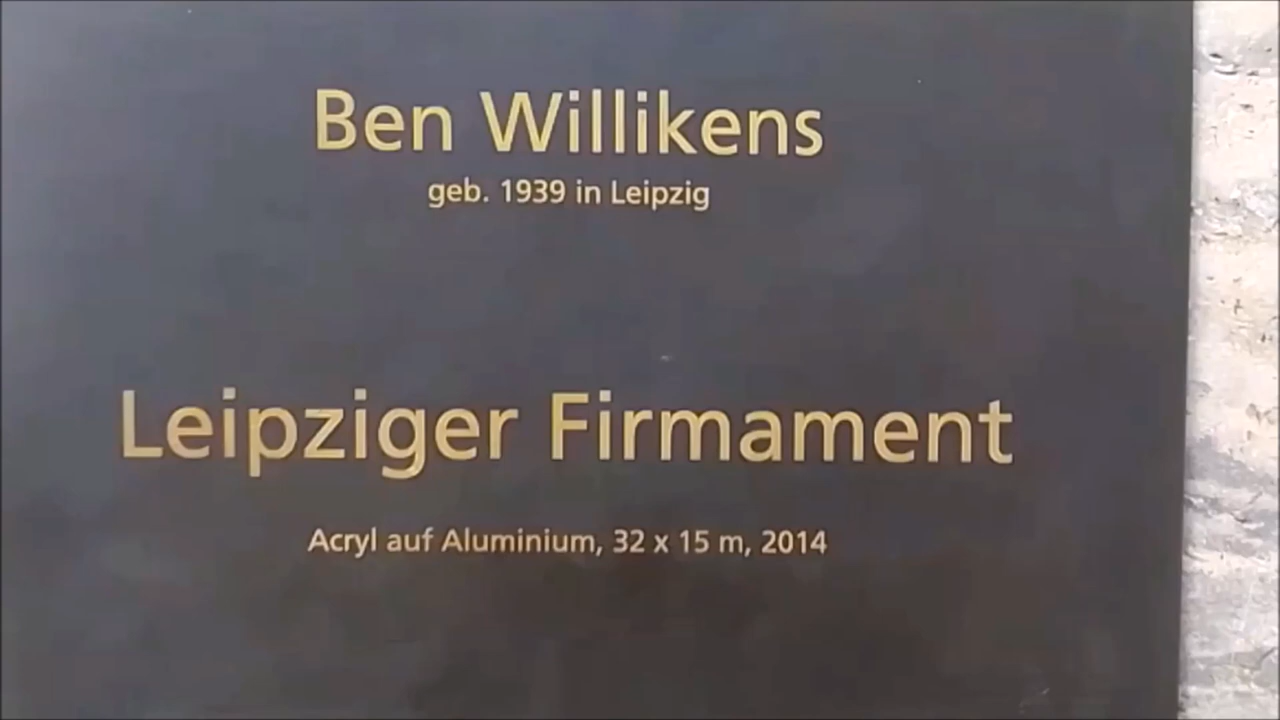 Ben Willikens
geb. 1939 in Leipzig
Leipziger Firmament
Acryl auf Aluminium, 32 x 15 m, 2014